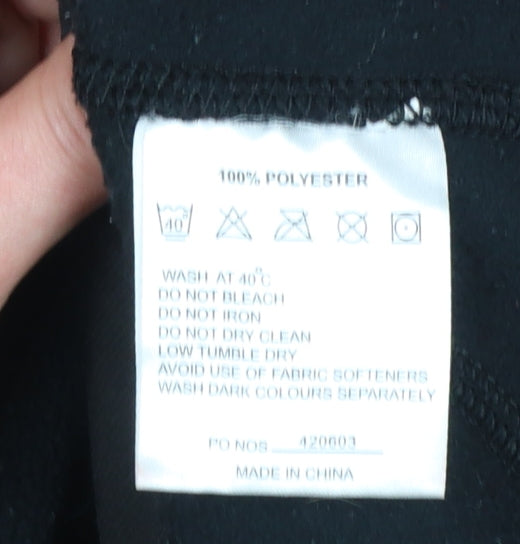 100% POLYESTER
40°
WASH AT 40°C
DO NOT BLEACH
DO NOT IRON
DO NOT DRY CLEAN
LOW TUMBLE DRY
AVOID USE OF FABRIC SOFTENERS
WASH DARK COLOURS SEPARATELY
PO NOS 420603
MADE IN CHINA